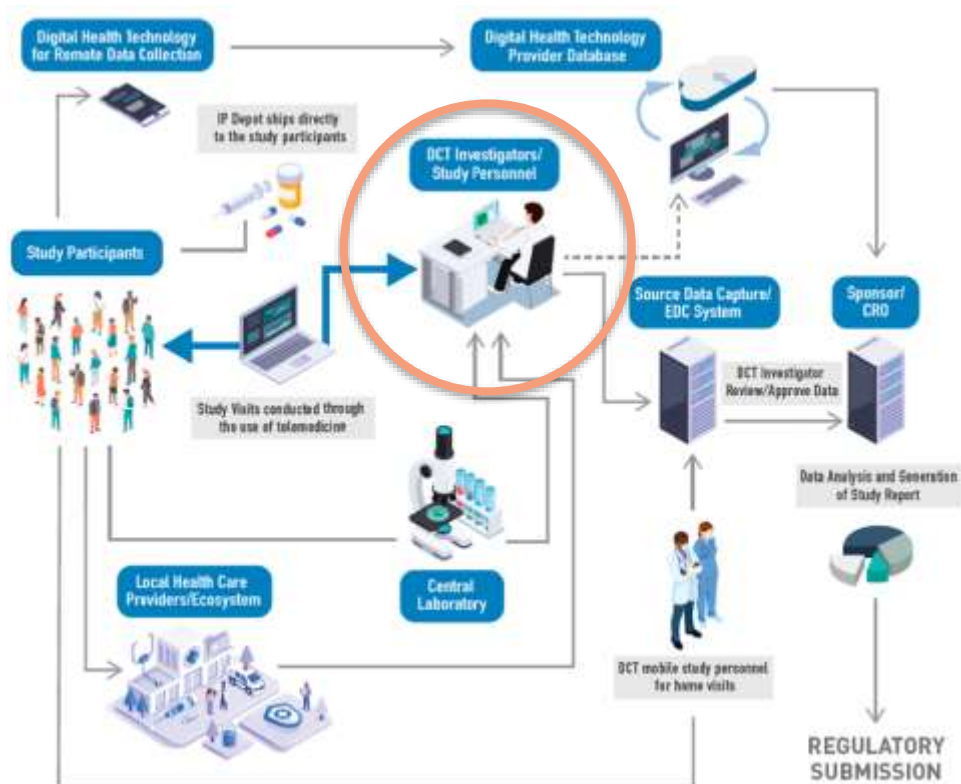 Digital Health Technology
for Remote Data Collection
Digital Health Technology
Provider Database
IP Depot ships directly
to the study participants
DCT Investigators/
Study Personnel
Study Participants
Source Data Capture/
EDC System
Sponsor/
CRO
DCT Investigator
Review/Approve Data
Study Visits conducted through
the use of telemedicine
Data Analysis and Generation
of Study Report
Local Health Care
Providers/Ecosystem
Central
Laboratory
DCT mobile study personnel
for home visits
REGULATORY
SUBMISSION